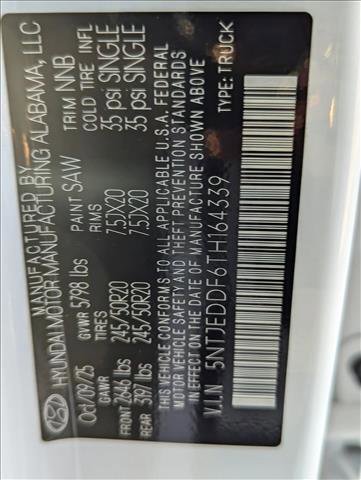 MANUFACTURED BY
HYUNDAI MOTOR MANUFACTURING ALABAMA, LLC
Oct/09/25 GVWR 5798 lbs PAINT SAW TRIM NNB
GAWR TIRES RIMS COLD TIRE INFL
FRONT 2646 lbs 245/50R20 7.5JX20 35 psi SINGLE
REAR 3197 lbs 245/50R20 7.5JX20 35 psi SINGLE
THIS VEHICLE CONFORMS TO ALL APPLICABLE U.S.A. FEDERAL
MOTOR VEHICLE SAFETY AND THEFT PREVENTION STANDARDS
IN EFFECT ON THE DATE OF MANUFACTURE SHOWN ABOVE
V.I.N : 5NTJEDDF6TH164339 TYPE: TRUCK